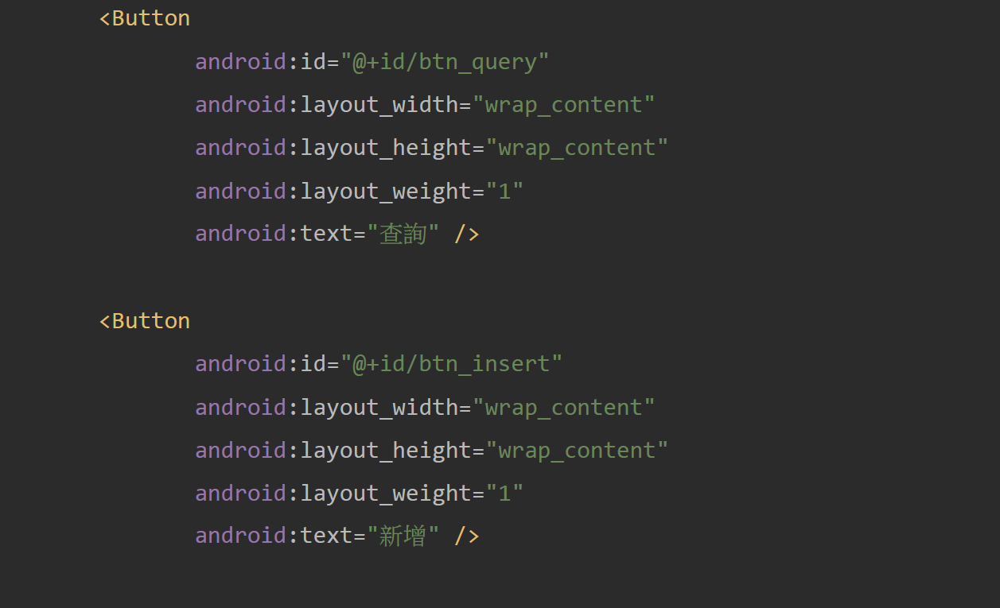 <Button
android:id="@+id/btn_query"
android:layout_width="wrap_content"
android:layout_height="wrap_content"
android:layout_weight="1"
android:text="查詢" />
<Button
android:id="@+id/btn_insert"
android:layout_width="wrap_content"
android:layout_height="wrap_content"
android:layout_weight="1"
android:text="新增" />